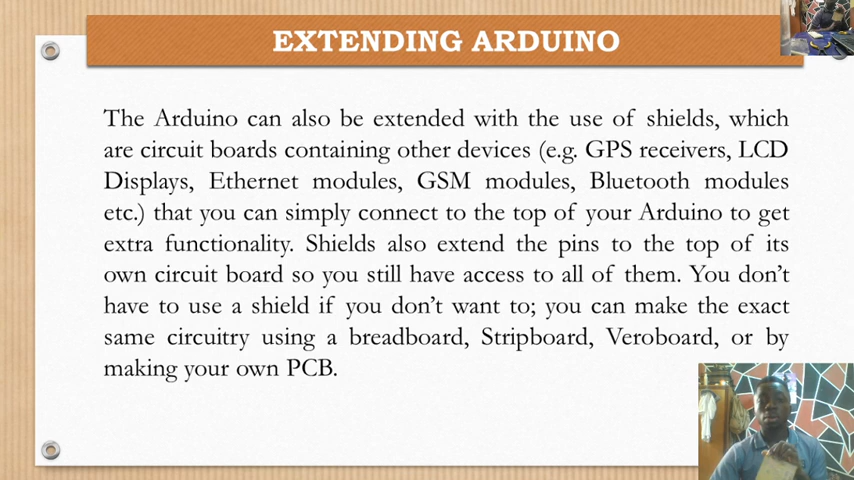 EXTENDING ARDUINO
The Arduino can also be extended with the use of shields, which
are circuit boards containing other devices (e.g. GPS receivers, LCD
Displays, Ethernet modules, GSM modules, Bluetooth modules
etc.) that you can simply connect to the top of your Arduino to get
extra functionality. Shields also extend the pins to the top of its
own circuit board so you still have access to all of them. You don’t
have to use a shield if you don’t want to; you can make the exact
same circuitry using a breadboard, Stripboard, Veroboard, or by
making your own PCB.